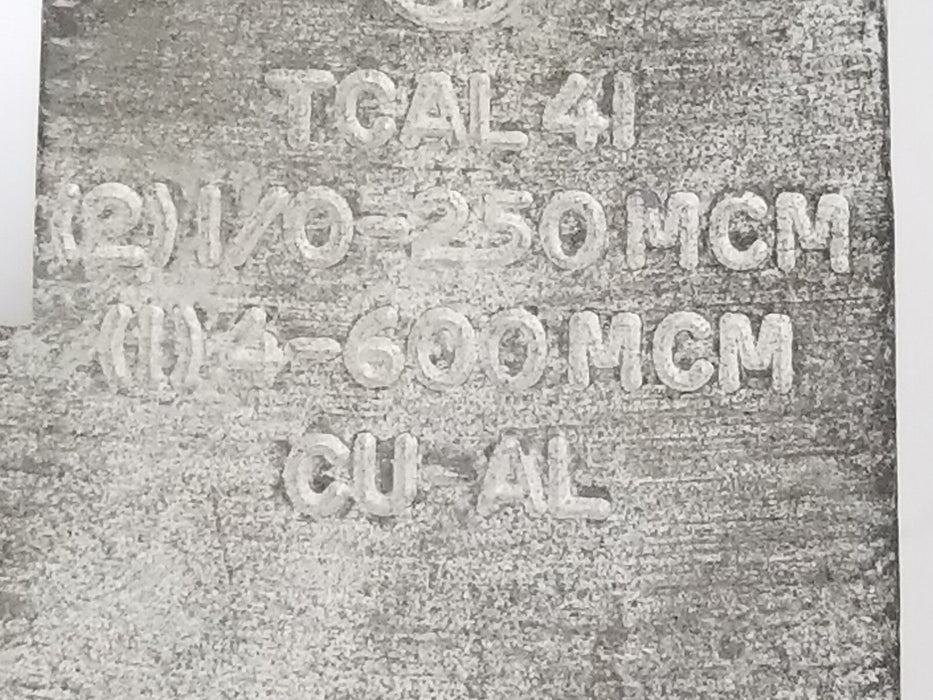 TCAL 41
(2) 1/0-250 MCM
(1) 4-600 MCM
CU-AL